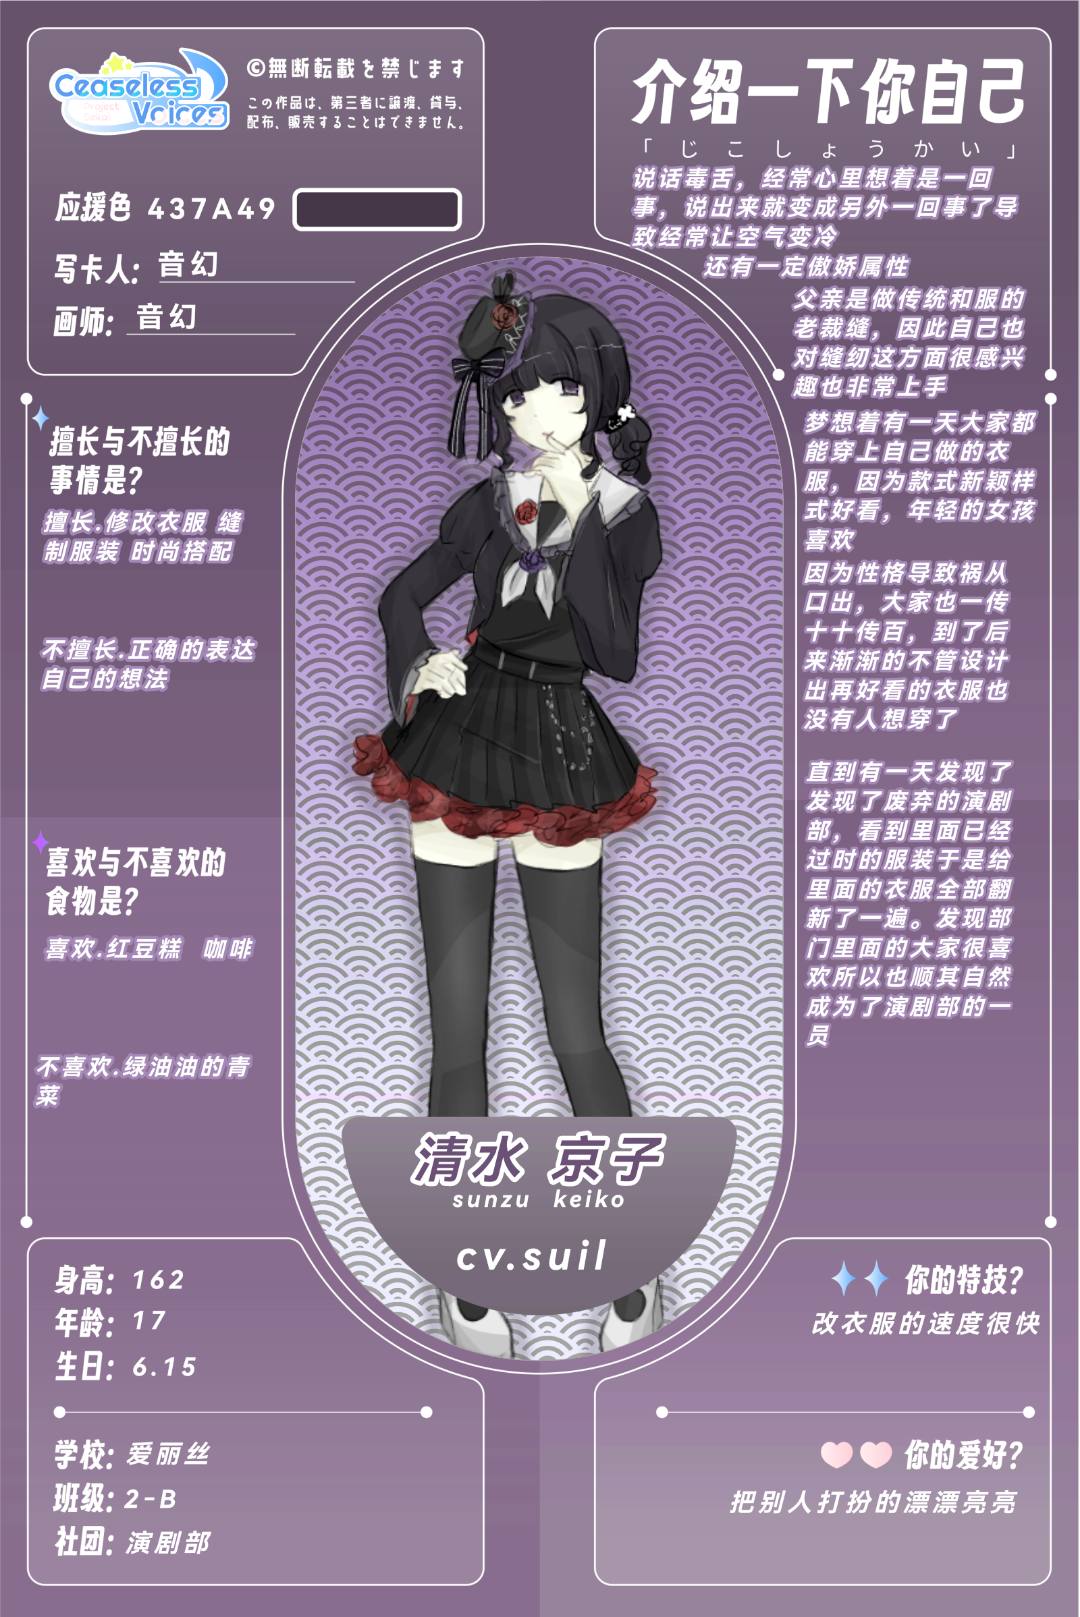 Ceaseless
Voices
Project
Sekai
©無断転載を禁じます
この作品は、第三者に譲渡、貸与、
配布、販売することはできません。
应援色 437A49
写卡人: 音幻
画师: 音幻
介绍一下你自己
「じこしょうかい」
说话毒舌，经常心里想着是一回
事，说出来就变成另外一回事了导
致经常让空气变冷
还有一定傲娇属性
父亲是做传统和服的
老裁缝，因此自己也
对缝纫这方面很感兴
趣也非常上手
梦想着有一天大家都
能穿上自己做的衣
服，因为款式新颖样
式好看，年轻的女孩
喜欢
因为性格导致祸从
口出，大家也一传
十十传百，到了后
来渐渐的不管设计
出再好看的衣服也
没有人想穿了
直到有一天发现了
发现了废弃的演剧
部，看到里面已经
过时的服装于是给
里面的衣服全部翻
新了一遍。发现部
门里面的大家很喜
欢所以也顺其自然
成为了演剧部的一
员
擅长与不擅长的
事情是?
擅长.修改衣服 缝
制服装 时尚搭配
不擅长.正确的表达
自己的想法
喜欢与不喜欢的
食物是?
喜欢.红豆糕 咖啡
不喜欢.绿油油的青
菜
清水 京子
sunzu keiko
cv.suil
身高: 162
年龄: 17
生日: 6.15
学校: 爱丽丝
班级: 2-B
社团: 演剧部
你的特技?
改衣服的速度很快
你的爱好?
把别人打扮的漂漂亮亮